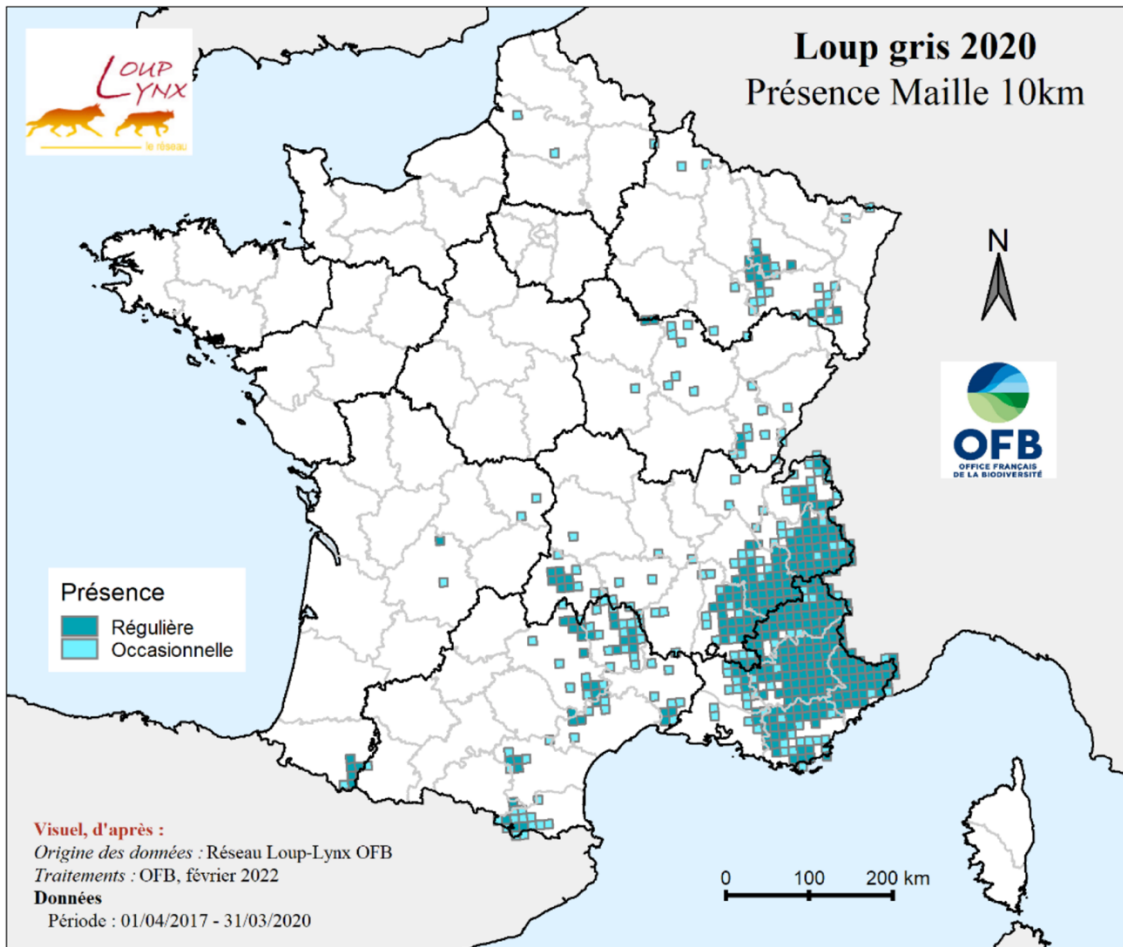 Loup gris 2020
Présence Maille 10km
LOUP
LYNX
le réseau
N
OFB
OFFICE FRANÇAIS
DE LA BIODIVERSITÉ
Présence
Régulière
Occasionnelle
Visuel, d'après :
Origine des données : Réseau Loup-Lynx OFB
Traitements : OFB, février 2022
Données
Période : 01/04/2017 - 31/03/2020
0 100 200 km